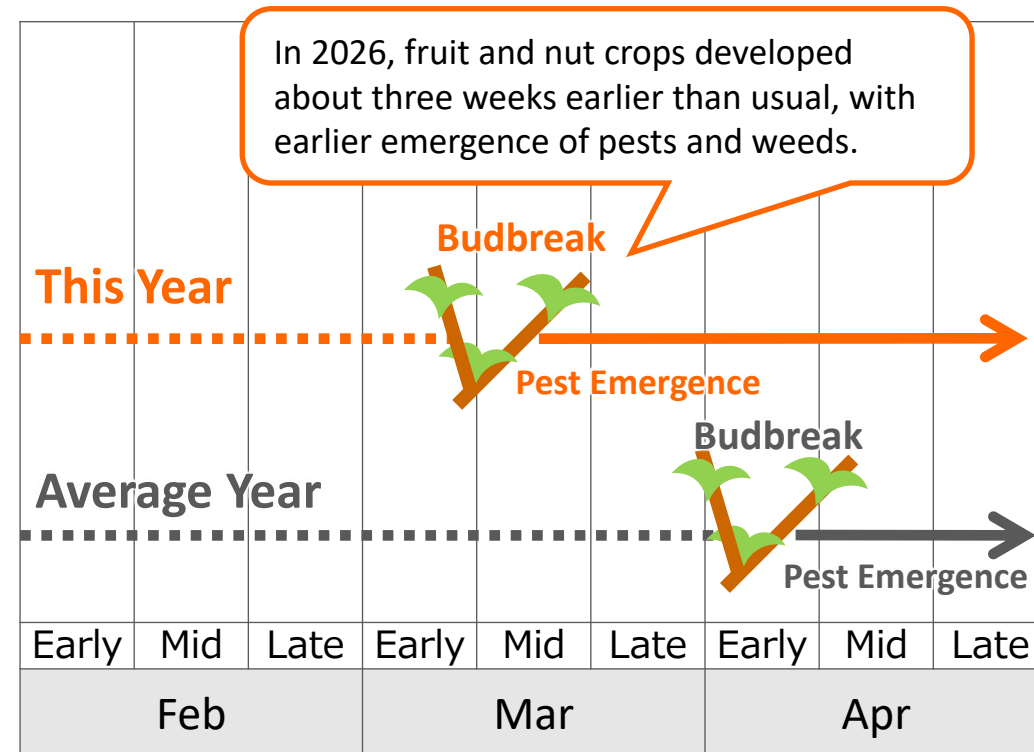 In 2026, fruit and nut crops developed
about three weeks earlier than usual, with
earlier emergence of pests and weeds.
Budbreak
This Year
Pest Emergence
Budbreak
Average Year
Pest Emergence
Early Mid Late Early Mid Late Early Mid Late
Feb Mar Apr